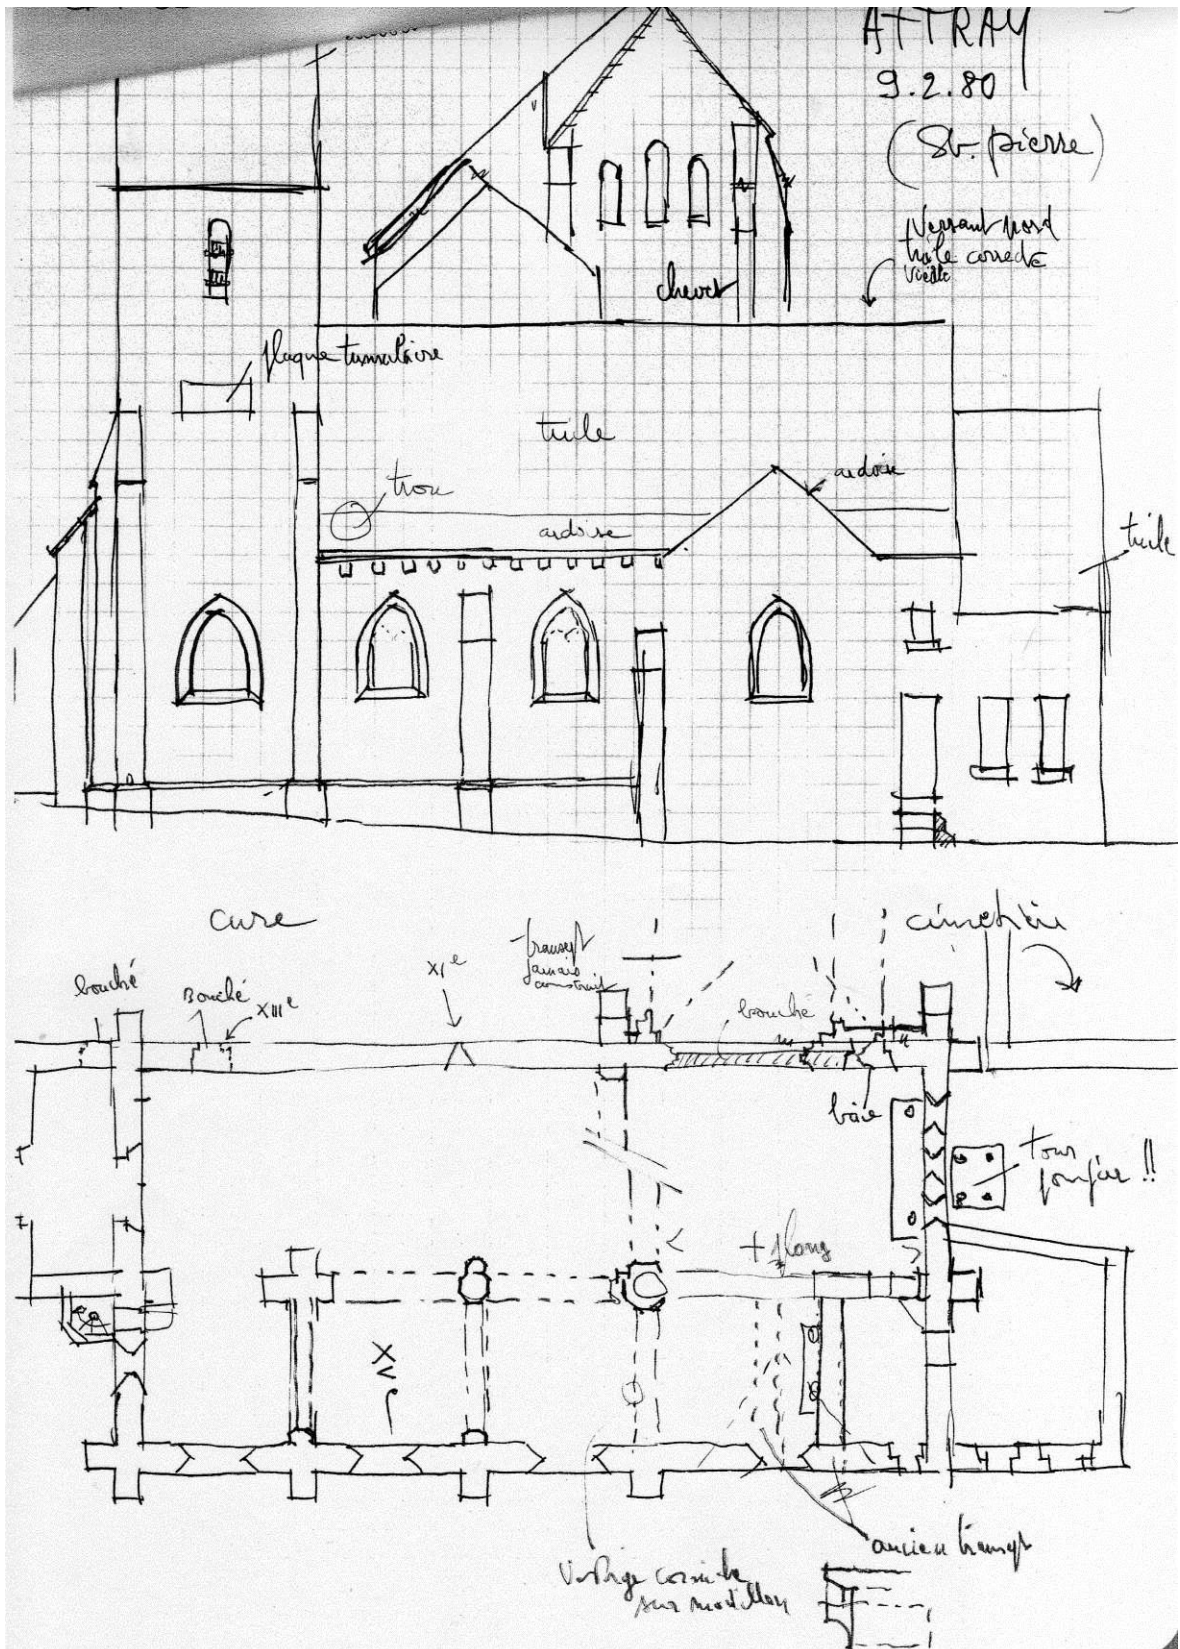 ATTRAY
9.2.80
(St. pierre)
Versant nord
tuile
vieille
chevet
plaque tumulaire
tuile
trou
ardoise
ardoise
tuile
cure
cimetière
transept
jamais
construit
XIe
bouché
Bouché
XIIIe
bouché
baie
tour
!!
+ long
XVe
ancien transept
Vestige corniche
sur modillon